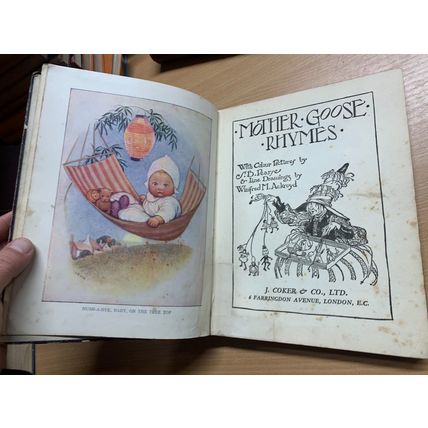 HUSH-A-BYE, BABY, ON THE TREE TOP
·MOTHER·GOOSE·
·RHYMES·
With Colour Pictures by
S. B. Pearse
& Line Drawings by
Winifred M. Ackroyd
J. COKER & CO., LTD.
6 FARRINGDON AVENUE, LONDON, E.C.